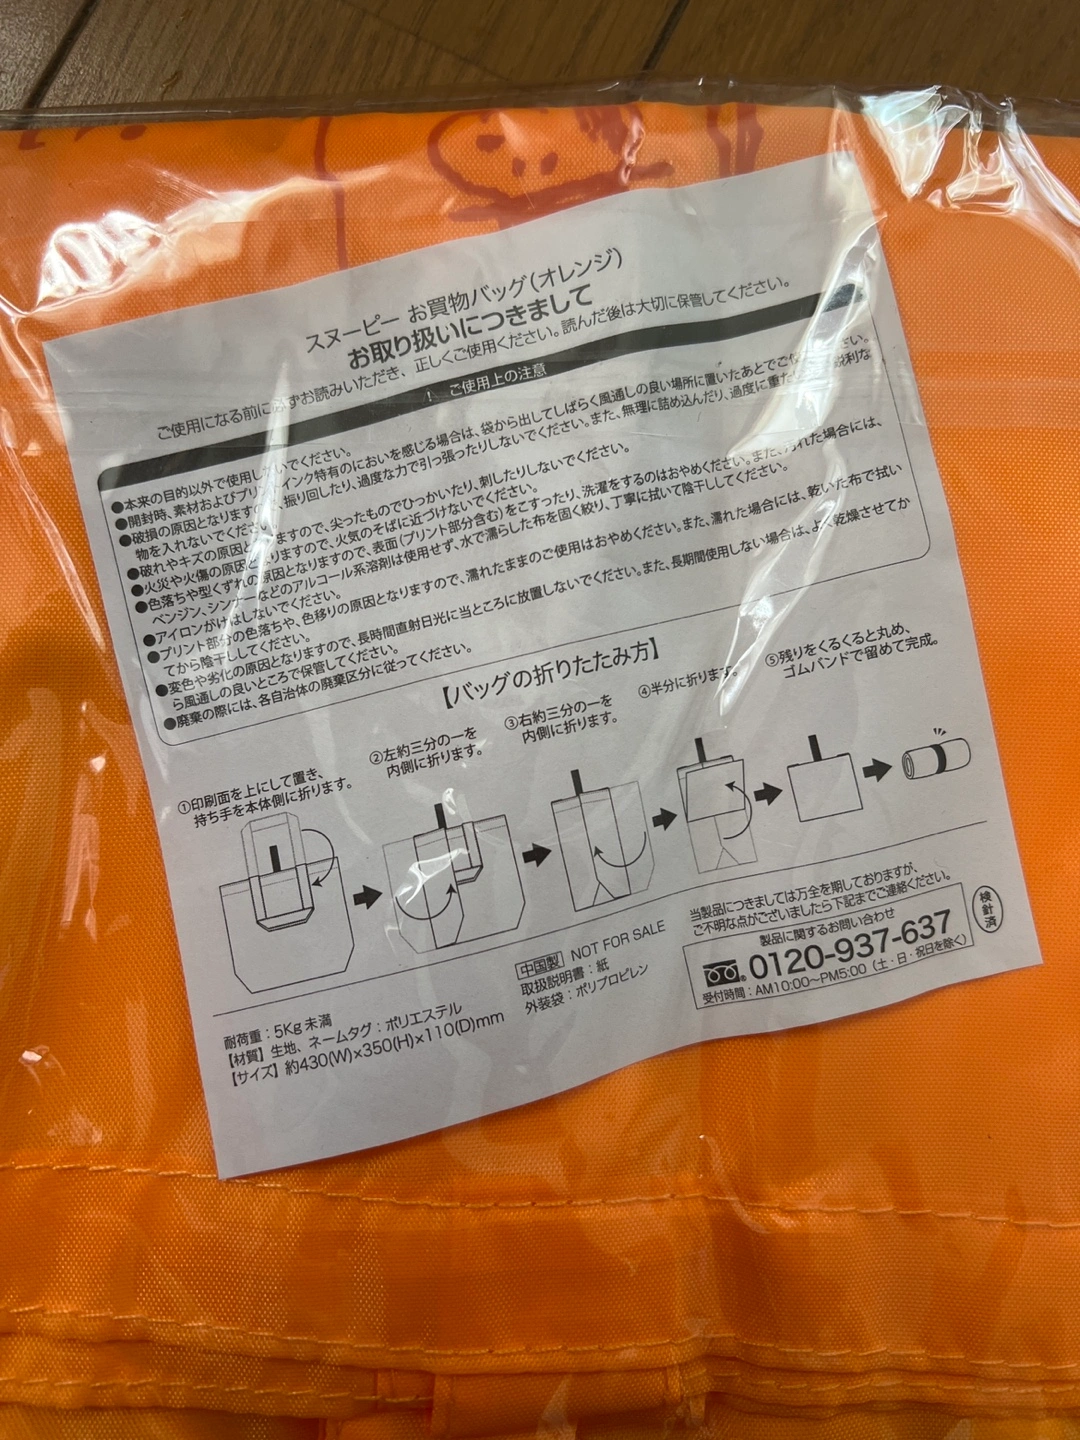 スヌーピー お買物バッグ(オレンジ)
お取り扱いにつきまして
ご使用になる前に必ずお読みいただき、正しくご使用ください。読んだ後は大切に保管してください。
! ご使用上の注意
●本来の目的以外で使用しないでください。
●開封時、素材およびプリントインク特有のにおいを感じる場合は、袋から出してしばらく風通しの良い場所に置いたあとでご使 さい。
●破損の原因となりますの 、振り回したり、過度な力で引っ張ったりしないでください。また、無理に詰め込んだり、過度に重た 鋭利な
物を入れないでください。
●破れやキズの原因となりますので、尖ったものでひっかいたり、刺したりしないでください。
●火災や火傷の原因となりますので、火気のそばに近づけないでください。
●色落ちや型くずれの原因となりますので、表面(プリント部分含む)をこすったり、洗濯をするのはおやめください。また、汚れた場合には、
ベンジン、シンナーなどのアルコール系溶剤は使用せず、水で濡らした布を固く絞り、丁寧に拭いて陰干ししてください。
●アイロンがけはしないでください。
●プリント部分の色落ちや、色移りの原因となりますので、濡れたままのご使用はおやめください。また、濡れた場合には、乾いた布で拭い
てから陰干ししてください。
●変色や劣化の原因となりますので、長時間直射日光に当ところに放置しないでください。また、長期間使用しない場合は、よく乾燥させてか
ら風通しの良いところで保管してください。
●廃棄の際には、各自治体の廃棄区分に従ってください。
【バッグの折りたたみ方】
①印刷面を上にして置き、
持ち手を本体側に折ります。
②左約三分の一を
内側に折ります。
③右約三分の一を
内側に折ります。
④半分に折ります。
⑤残りをくるくると丸め、
ゴムバンドで留めて完成。
耐荷重:5Kg未満
【材質】生地、ネームタグ:ポリエステル
【サイズ】約430(W)×350(H)×110(D)mm
中国製 NOT FOR SALE
取扱説明書:紙
外装袋:ポリプロピレン
当製品につきましては万全を期しておりますが、
ご不明な点がございましたら下記までご連絡ください。
製品に関するお問い合わせ
0120-937-637
受付時間:AM10:00〜PM5:00(土・日・祝日を除く)
検針済